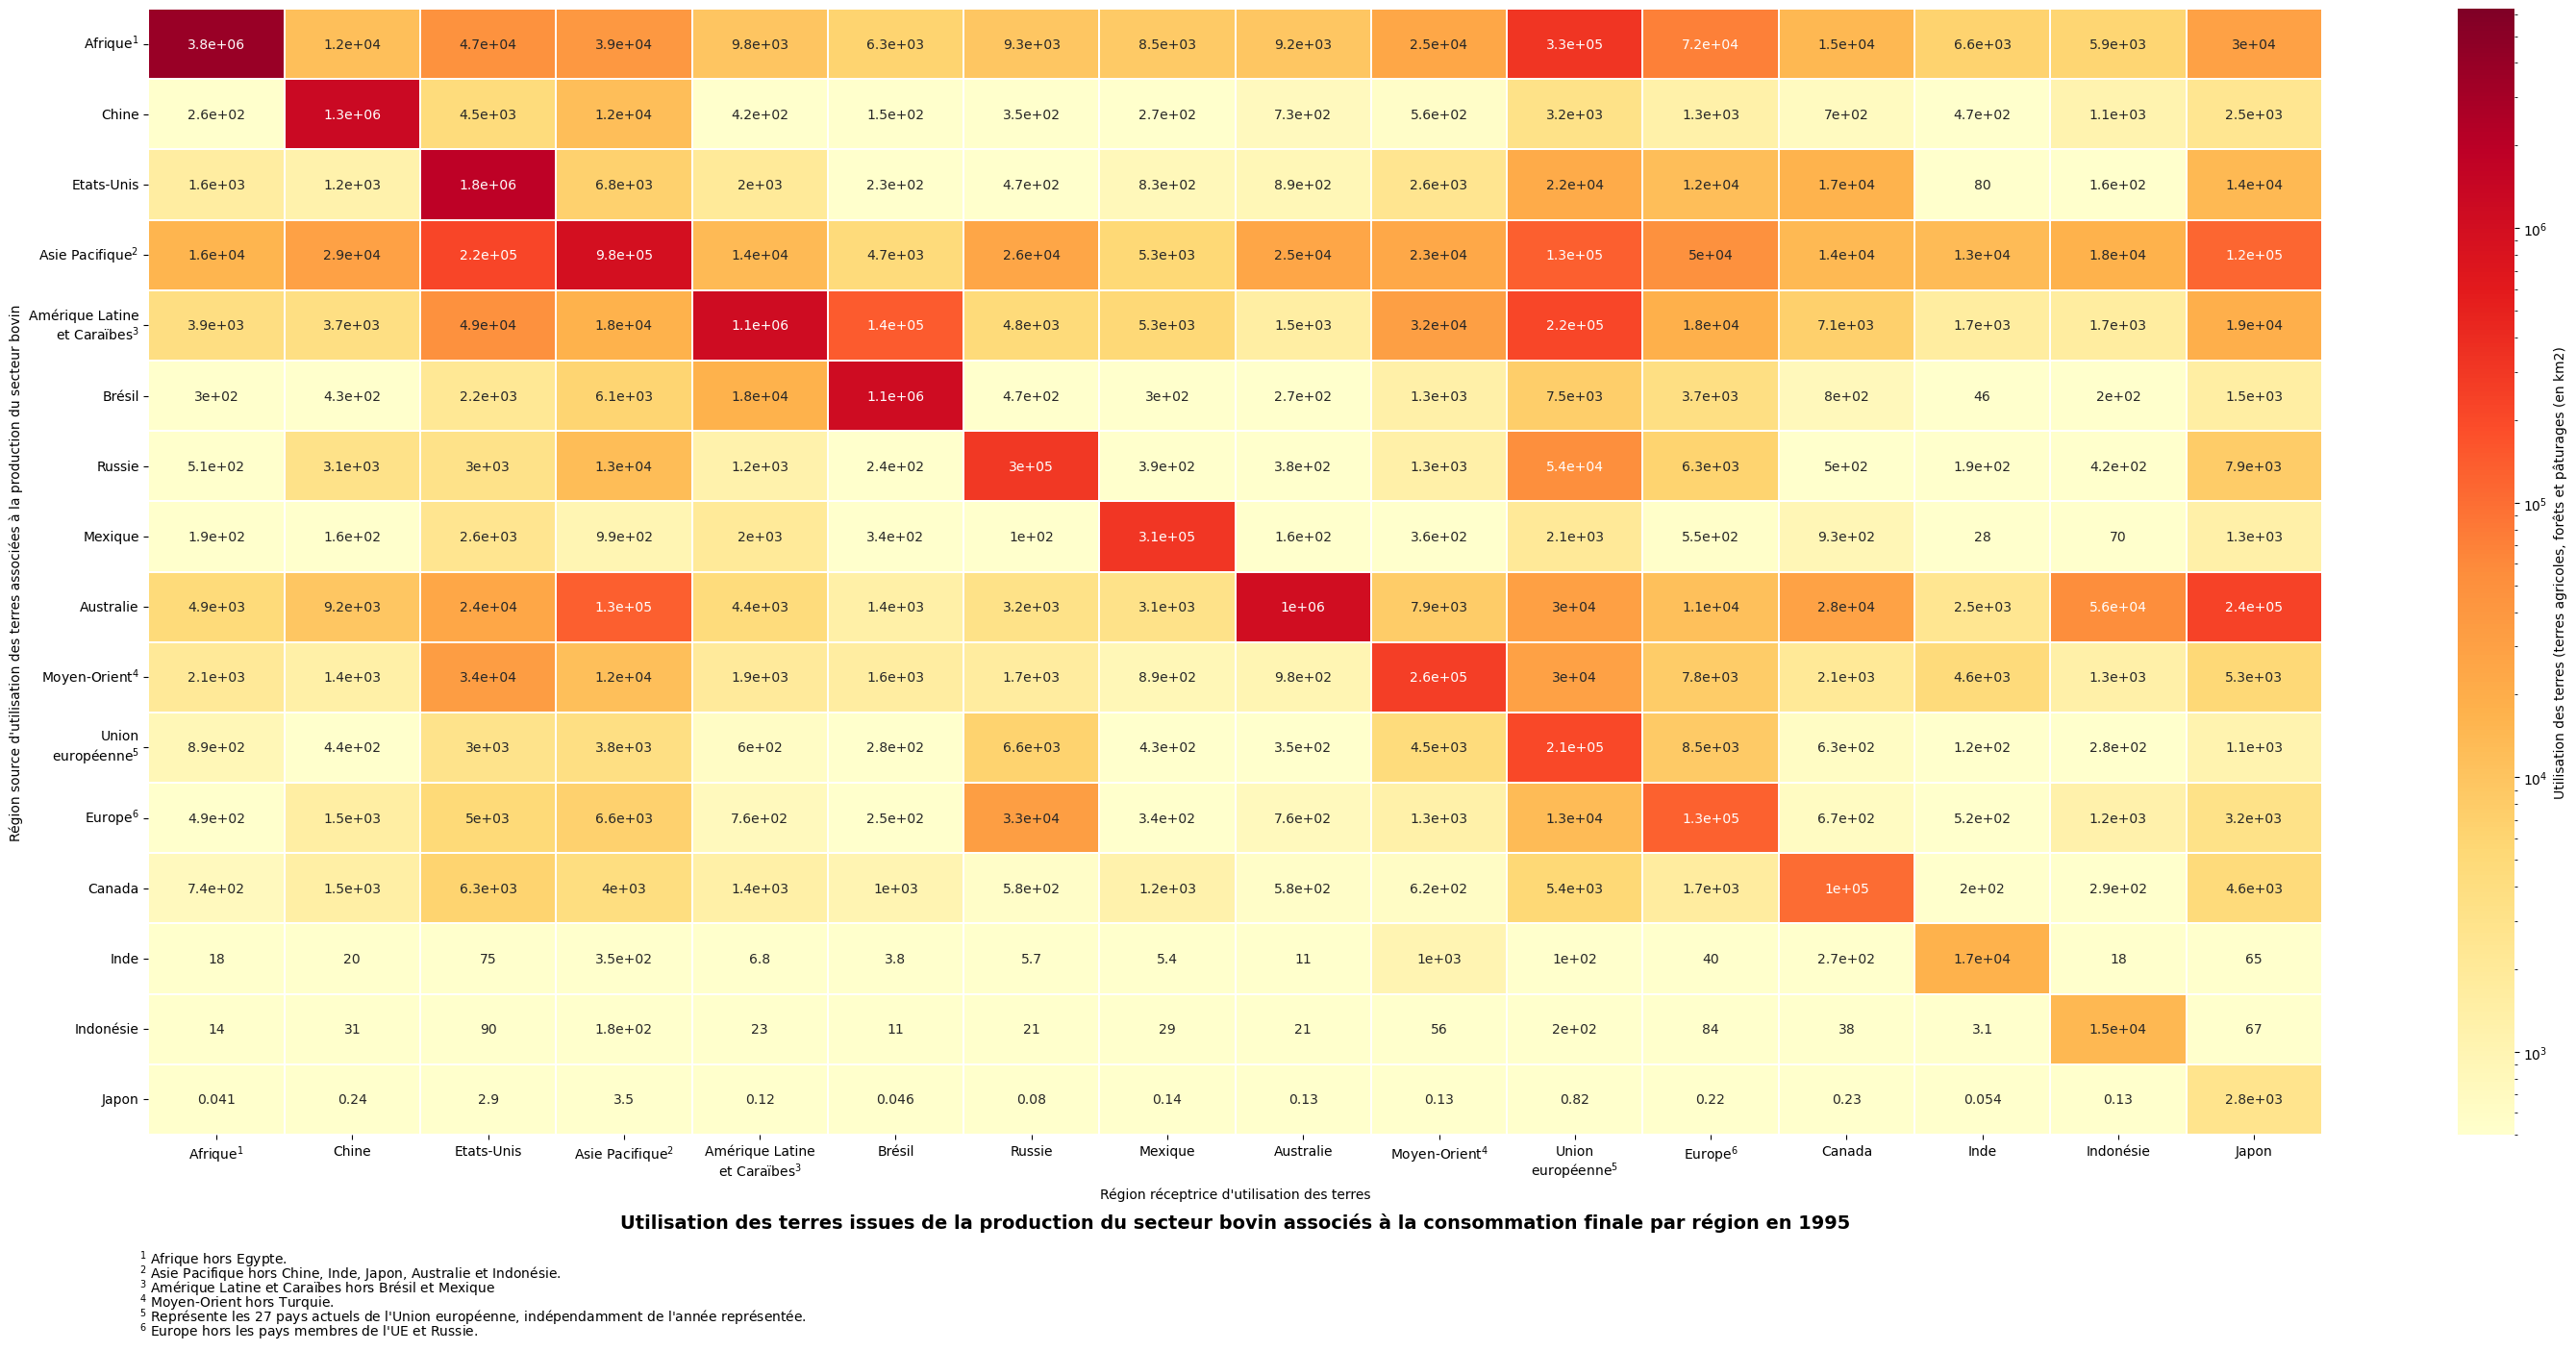 Afrique¹ 3.8e+06 1.2e+04 4.7e+04 3.9e+04 9.8e+03 6.3e+03 9.3e+03 8.5e+03 9.2e+03 2.5e+04 3.3e+05 7.2e+04 1.5e+04 6.6e+03 5.9e+03 3e+04
Chine 2.6e+02 1.3e+06 4.5e+03 1.2e+04 4.2e+02 1.5e+02 3.5e+02 2.7e+02 7.3e+02 5.6e+02 3.2e+03 1.3e+03 7e+02 4.7e+02 1.1e+03 2.5e+03
Etats-Unis 1.6e+03 1.2e+03 1.8e+06 6.8e+03 2e+03 2.3e+02 4.7e+02 8.3e+02 8.9e+02 2.6e+03 2.2e+04 1.2e+04 1.7e+04 80 1.6e+02 1.4e+04
Asie Pacifique² 1.6e+04 2.9e+04 2.2e+05 9.8e+05 1.4e+04 4.7e+03 2.6e+04 5.3e+03 2.5e+04 2.3e+04 1.3e+05 5e+04 1.4e+04 1.3e+04 1.8e+04 1.2e+05
Amérique Latine
et Caraïbes³ 3.9e+03 3.7e+03 4.9e+04 1.8e+04 1.1e+06 1.4e+05 4.8e+03 5.3e+03 1.5e+03 3.2e+04 2.2e+05 1.8e+04 7.1e+03 1.7e+03 1.7e+03 1.9e+04
Brésil 3e+02 4.3e+02 2.2e+03 6.1e+03 1.8e+04 1.1e+06 4.7e+02 3e+02 2.7e+02 1.3e+03 7.5e+03 3.7e+03 8e+02 46 2e+02 1.5e+03
Russie 5.1e+02 3.1e+03 3e+03 1.3e+04 1.2e+03 2.4e+02 3e+05 3.9e+02 3.8e+02 1.3e+03 5.4e+04 6.3e+03 5e+02 1.9e+02 4.2e+02 7.9e+03
Mexique 1.9e+02 1.6e+02 2.6e+03 9.9e+02 2e+03 3.4e+02 1e+02 3.1e+05 1.6e+02 3.6e+02 2.1e+03 5.5e+02 9.3e+02 28 70 1.3e+03
Australie 4.9e+03 9.2e+03 2.4e+04 1.3e+05 4.4e+03 1.4e+03 3.2e+03 3.1e+03 1e+06 7.9e+03 3e+04 1.1e+04 2.8e+04 2.5e+03 5.6e+04 2.4e+05
Moyen-Orient⁴ 2.1e+03 1.4e+03 3.4e+04 1.2e+04 1.9e+03 1.6e+03 1.7e+03 8.9e+02 9.8e+02 2.6e+05 3e+04 7.8e+03 2.1e+03 4.6e+03 1.3e+03 5.3e+03
Union
européenne⁵ 8.9e+02 4.4e+02 3e+03 3.8e+03 6e+02 2.8e+02 6.6e+03 4.3e+02 3.5e+02 4.5e+03 2.1e+05 8.5e+03 6.3e+02 1.2e+02 2.8e+02 1.1e+03
Europe⁶ 4.9e+02 1.5e+03 5e+03 6.6e+03 7.6e+02 2.5e+02 3.3e+04 3.4e+02 7.6e+02 1.3e+03 1.3e+04 1.3e+05 6.7e+02 5.2e+02 1.2e+03 3.2e+03
Canada 7.4e+02 1.5e+03 6.3e+03 4e+03 1.4e+03 1e+03 5.8e+02 1.2e+03 5.8e+02 6.2e+02 5.4e+03 1.7e+03 1e+05 2e+02 2.9e+02 4.6e+03
Inde 18 20 75 3.5e+02 6.8 3.8 5.7 5.4 11 1e+03 1e+02 40 2.7e+02 1.7e+04 18 65
Indonésie 14 31 90 1.8e+02 23 11 21 29 21 56 2e+02 84 38 3.1 1.5e+04 67
Japon 0.041 0.24 2.9 3.5 0.12 0.046 0.08 0.14 0.13 0.13 0.82 0.22 0.23 0.054 0.13 2.8e+03
Afrique¹ Chine Etats-Unis Asie Pacifique² Amérique Latine Brésil Russie Mexique Australie Moyen-Orient⁴ Union Europe⁶ Canada Inde Indonésie Japon
et Caraïbes³ européenne⁵
Région source d'utilisation des terres associées à la production du secteur bovin
Région réceptrice d'utilisation des terres
10⁶
10⁵
10⁴
10³
Utilisation des terres (terres agricoles, forêts et pâturages (en km2)
Utilisation des terres issues de la production du secteur bovin associés à la consommation finale par région en 1995
¹ Afrique hors Egypte.
² Asie Pacifique hors Chine, Inde, Japon, Australie et Indonésie.
³ Amérique Latine et Caraïbes hors Brésil et Mexique
⁴ Moyen-Orient hors Turquie.
⁵ Représente les 27 pays actuels de l'Union européenne, indépendamment de l'année représentée.
⁶ Europe hors les pays membres de l'UE et Russie.